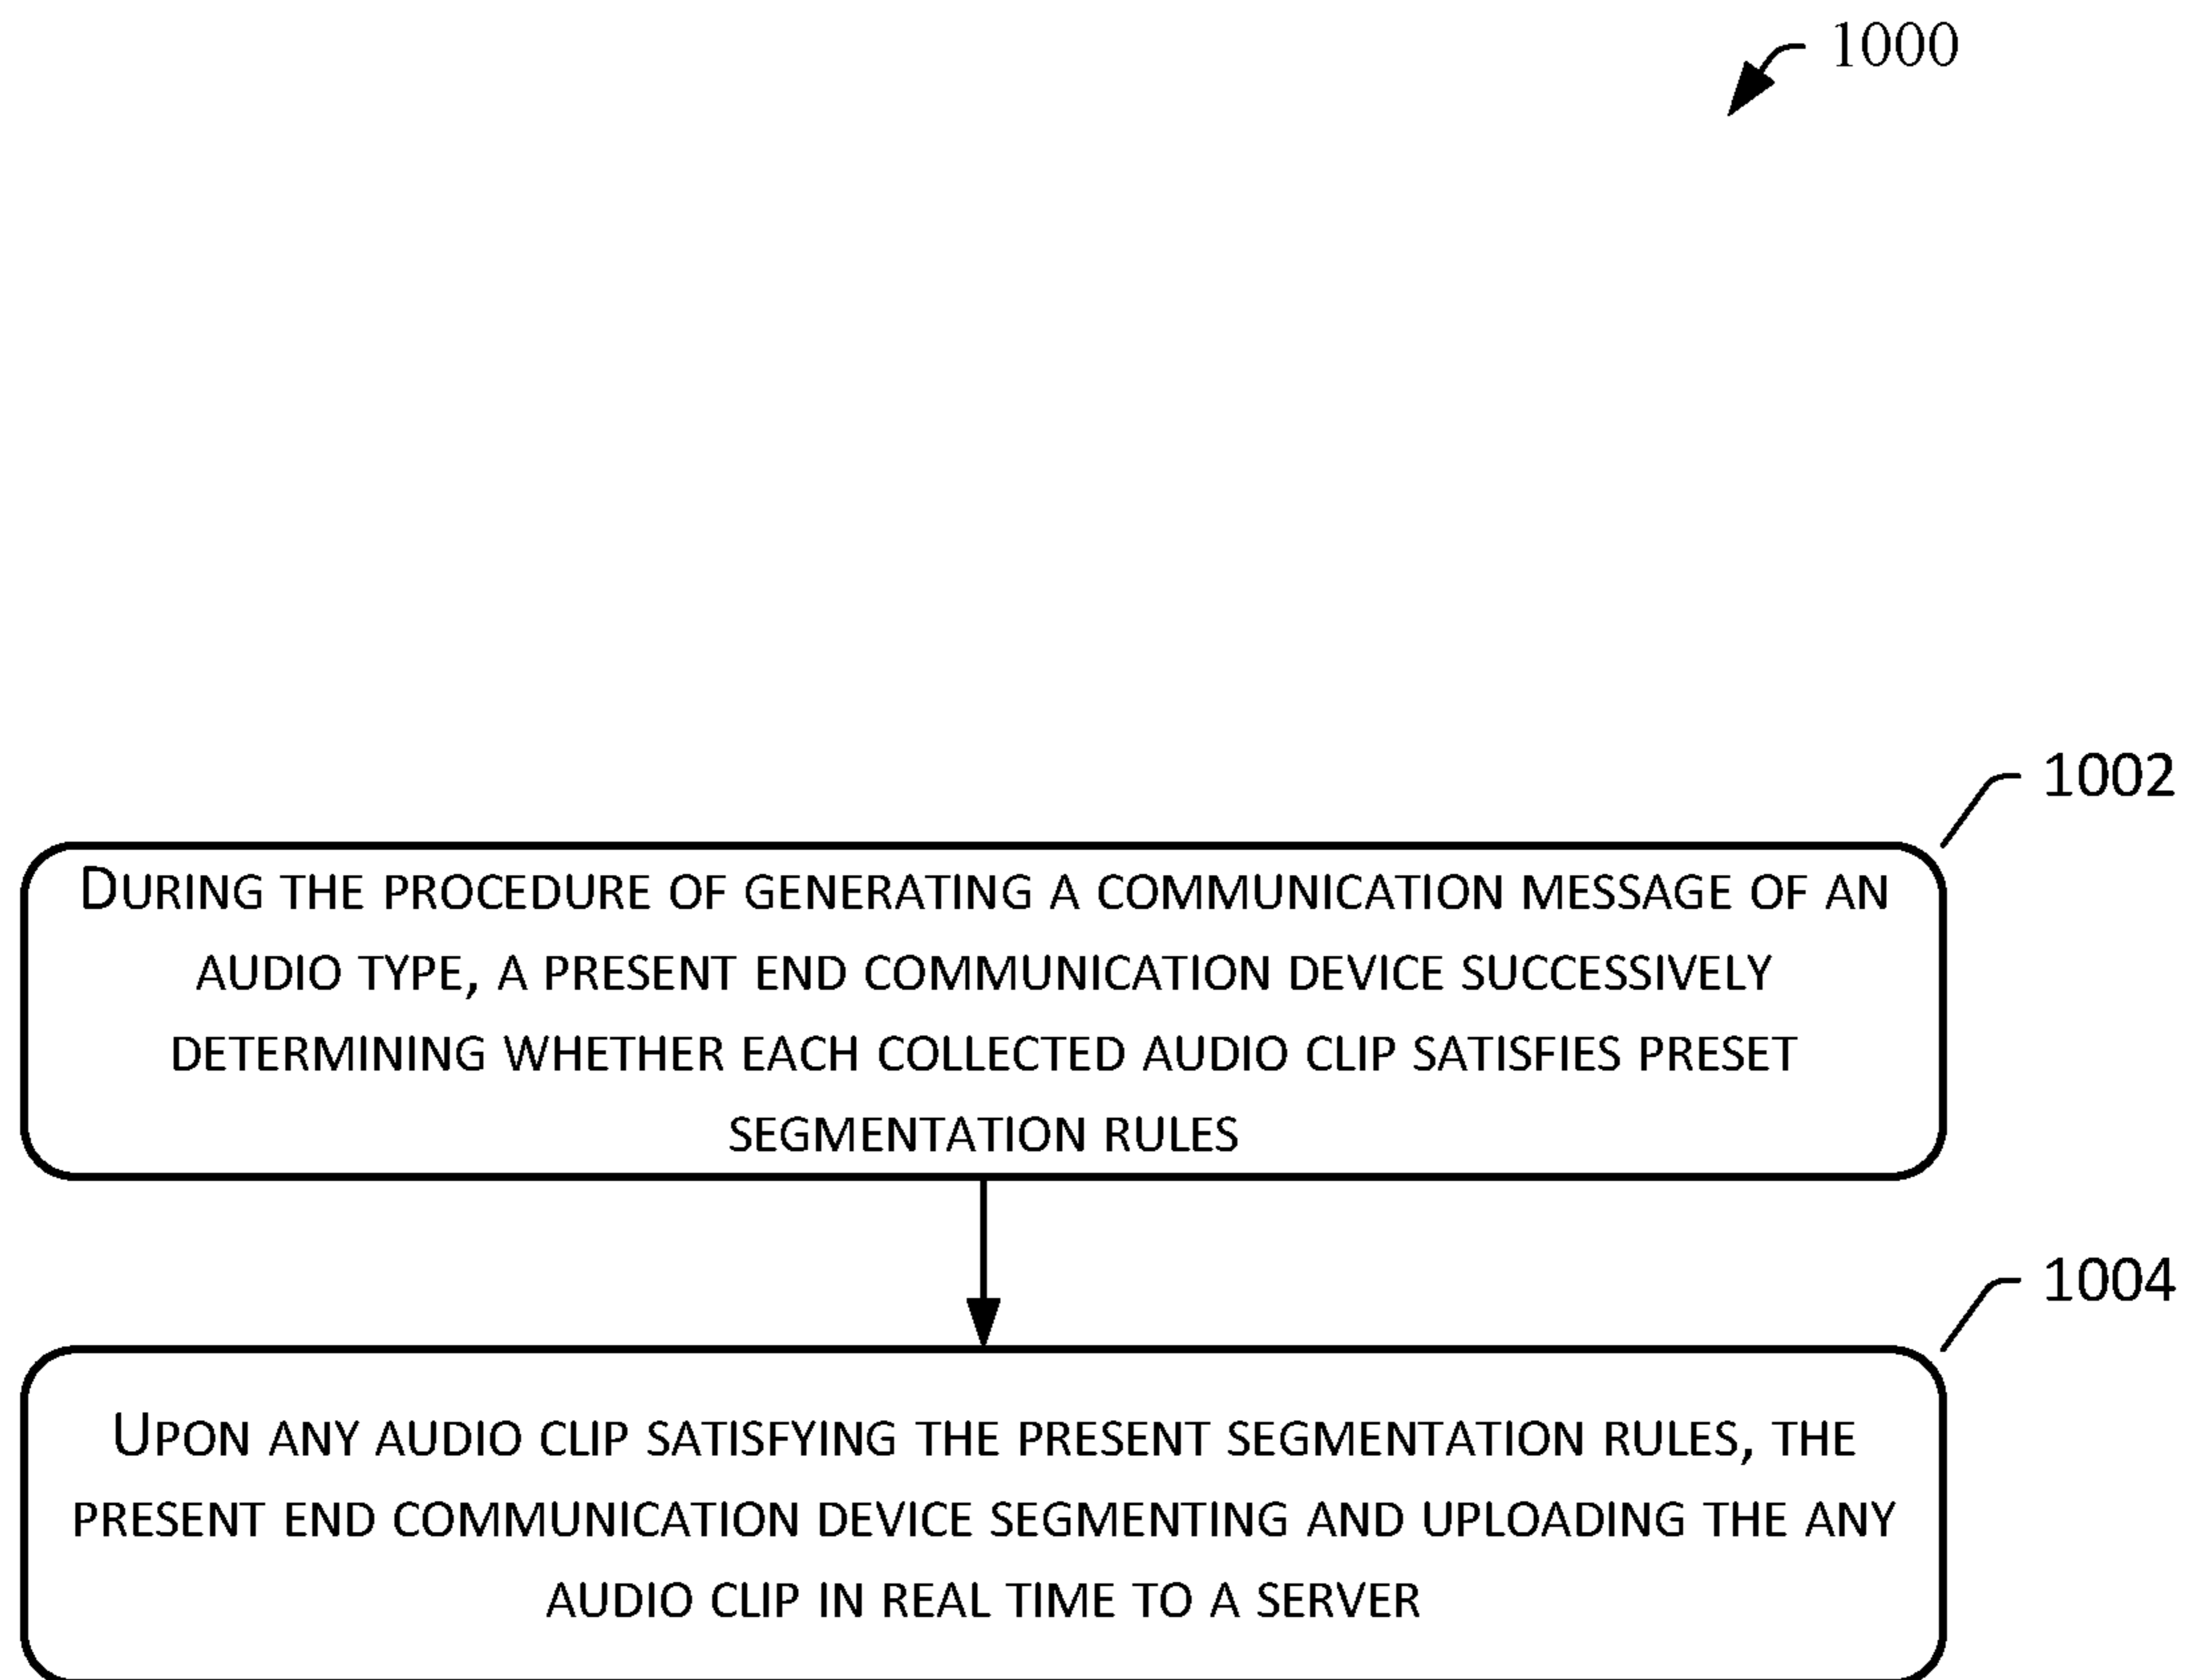 1000
1002
DURING THE PROCEDURE OF GENERATING A COMMUNICATION MESSAGE OF AN
AUDIO TYPE, A PRESENT END COMMUNICATION DEVICE SUCCESSIVELY
DETERMINING WHETHER EACH COLLECTED AUDIO CLIP SATISFIES PRESET
SEGMENTATION RULES
1004
UPON ANY AUDIO CLIP SATISFYING THE PRESENT SEGMENTATION RULES, THE
PRESENT END COMMUNICATION DEVICE SEGMENTING AND UPLOADING THE ANY
AUDIO CLIP IN REAL TIME TO A SERVER